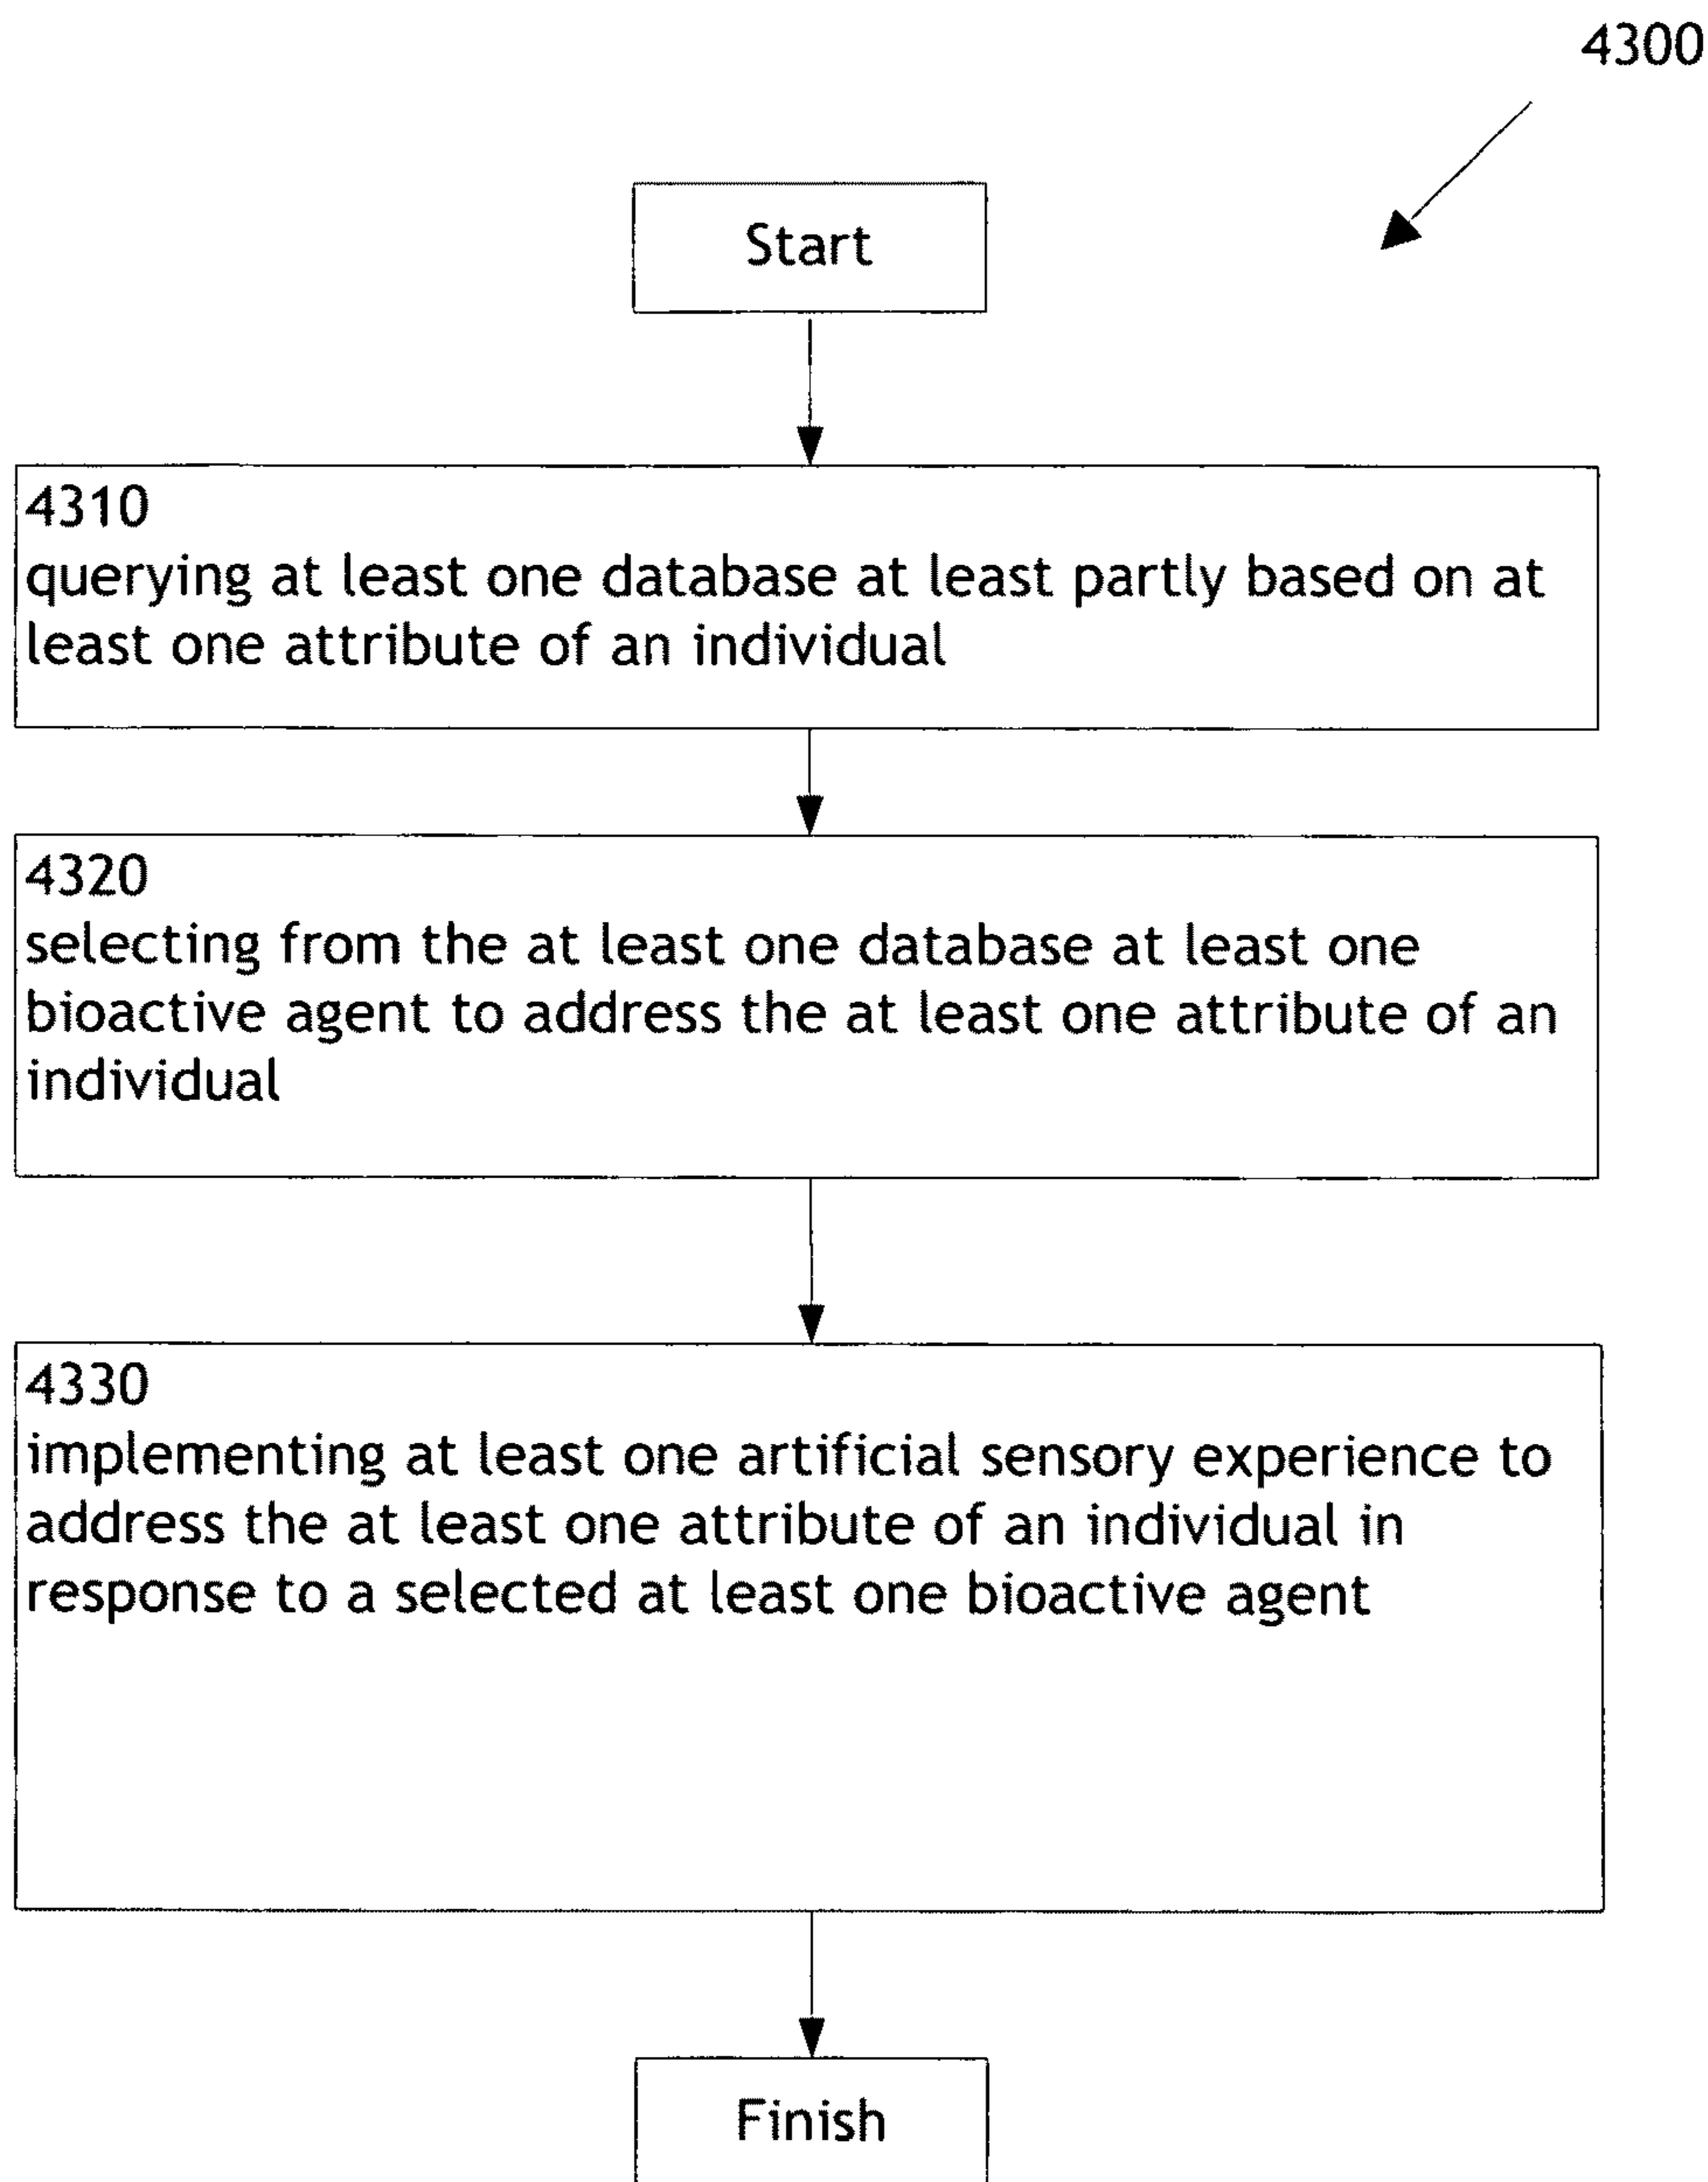 4300
Start
4310
querying at least one database at least partly based on at
least one attribute of an individual
4320
selecting from the at least one database at least one
bioactive agent to address the at least one attribute of an
individual
4330
implementing at least one artificial sensory experience to
address the at least one attribute of an individual in
response to a selected at least one bioactive agent
Finish